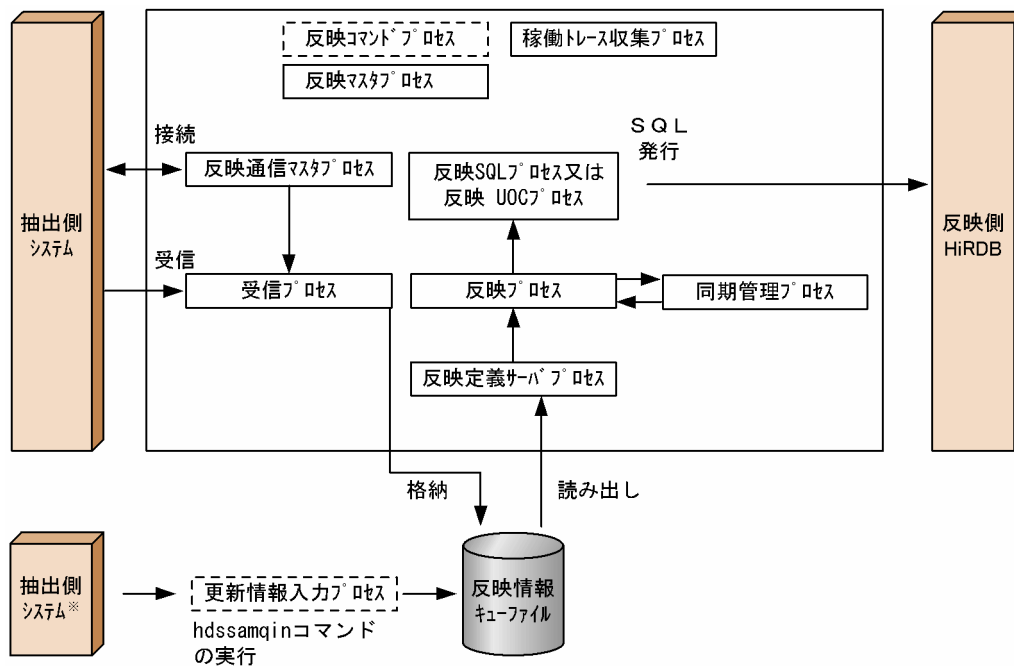 反映コマンドプロセス
稼働トレース収集プロセス
反映マスタプロセス
接続
反映通信マスタプロセス
反映SQLプロセス又は
反映 UOCプロセス
ＳＱＬ
発行
抽出側
システム
反映側
HiRDB
受信
受信プロセス
反映プロセス
同期管理プロセス
反映定義サーバプロセス
格納
読み出し
抽出側
システム※
更新情報入力プロセス
反映情報
キューファイル
hdssamqinコマンド
の実行